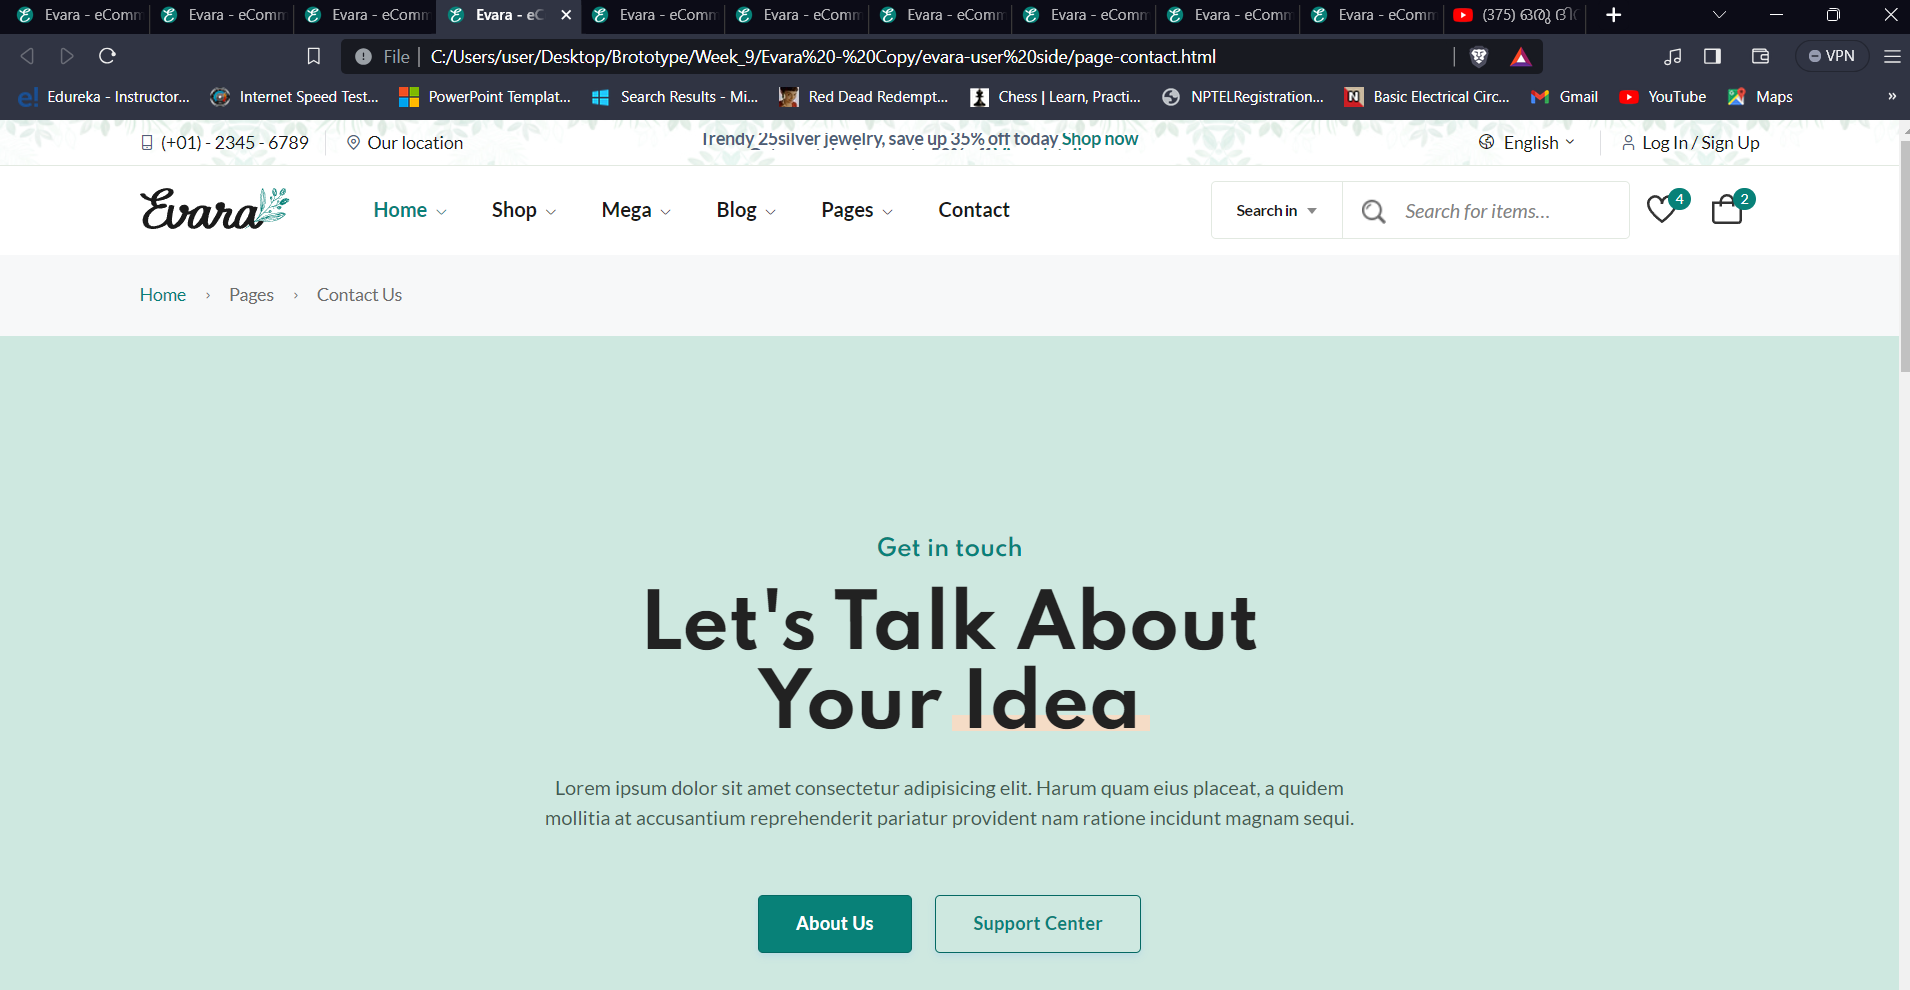 Evara - eComm Evara - eComm Evara - eComm Evara - eC Evara - eComm Evara - eComm Evara - eComm Evara - eComm Evara - eComm Evara - eComm (375) ഒരു
File C:/Users/user/Desktop/Brototype/Week_9/Evara%20-%20Copy/evara-user%20side/page-contact.html VPN
Edureka - Instructor... Internet Speed Test... PowerPoint Templat... Search Results - Mi... Red Dead Redempt... Chess | Learn, Practi... NPTELRegistration... Basic Electrical Circ... Gmail YouTube Maps »
(+01) - 2345 - 6789 Our location Trendy 25silver jewelry, save up 35% off today Shop now English Log In / Sign Up
Evara Home Shop Mega Blog Pages Contact Search in Search for items... 4 2
Home Pages Contact Us
Get in touch
Let's Talk About
Your Idea
Lorem ipsum dolor sit amet consectetur adipisicing elit. Harum quam eius placeat, a quidem
mollitia at accusantium reprehenderit pariatur provident nam ratione incidunt magnam sequi.
About Us Support Center